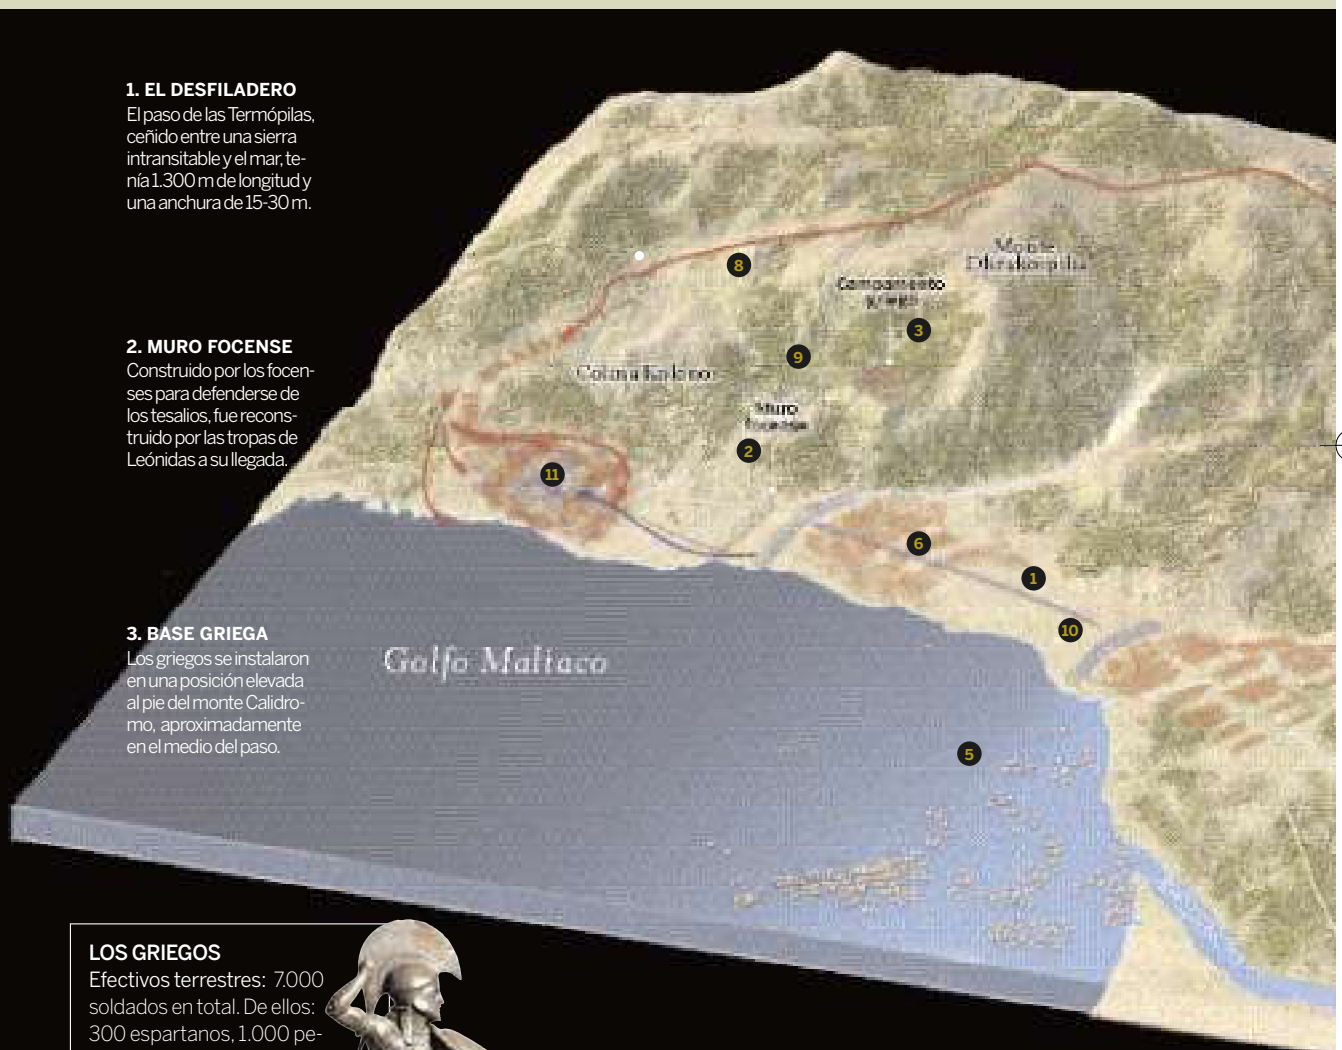 1. EL DESFILADERO
El paso de las Termópilas,
ceñido entre una sierra
intransitable y el mar, te-
nía 1.300 m de longitud y
una anchura de 15-30 m.
2. MURO FOCENSE
Construido por los focen-
ses para defenderse de
los tesalios, fue recons-
truido por las tropas de
Leónidas a su llegada.
3. BASE GRIEGA
Los griegos se instalaron
en una posición elevada
al pie del monte Calidro-
mo, aproximadamente
en el medio del paso.
Monte
8
Campamento
griego
3
9
Colina
Muro
focense
2
11
6
1
10
Golfo Maliaco
5
LOS GRIEGOS
Efectivos terrestres: 7.000
soldados en total. De ellos:
300 espartanos, 1.000 pe-